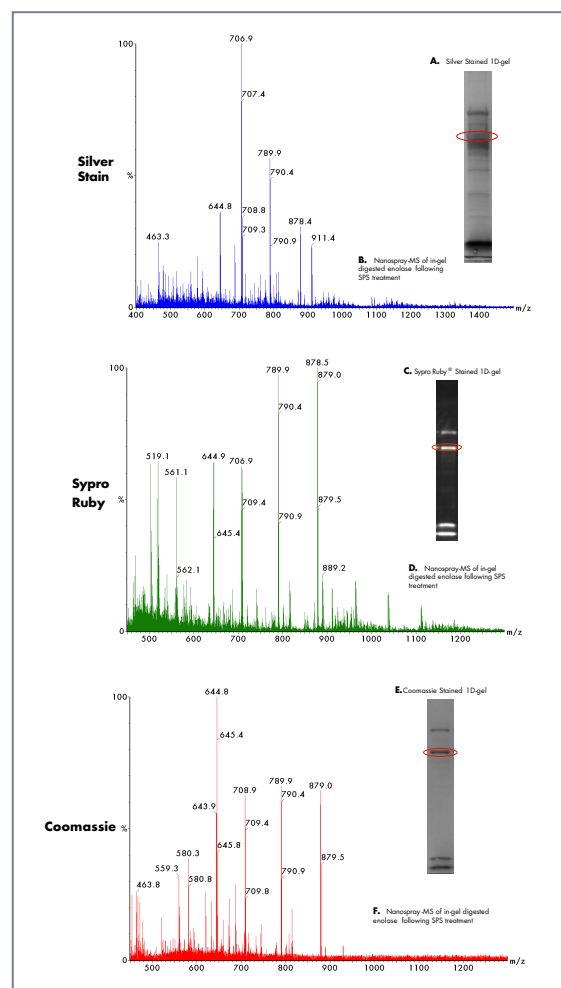 A. Silver Stained 1D-gel
Silver
Stain
100
%
0
706.9
707.4
789.9
790.4
644.8
708.8
709.3
790.9
463.3
878.4
911.4
B. Nanospray-MS of in-gel
digested enolase following
SPS treatment
400 500 600 700 800 900 1000 1100 1200 1300 1400
m/z
C. Sypro Ruby® Stained 1D-gel
Sypro
Ruby
100
%
0
878.5
789.9
879.0
790.4
519.1
561.1
644.9
706.9
709.4
879.5
790.9
645.4
562.1
889.2
D. Nanospray-MS of in-gel
digested enolase following SPS
treatment
500 600 700 800 900 1000 1100 1200
m/z
E. Coomassie Stained 1D-gel
Coomassie
100
%
0
644.8
645.4
789.9
879.0
708.9
790.4
643.9
709.4
580.3
645.8
559.3
879.5
463.8
580.8
790.9
709.8
F. Nanospray-MS of in-gel digested
enolase following SPS treatment
500 600 700 800 900 1000 1100 1200
m/z